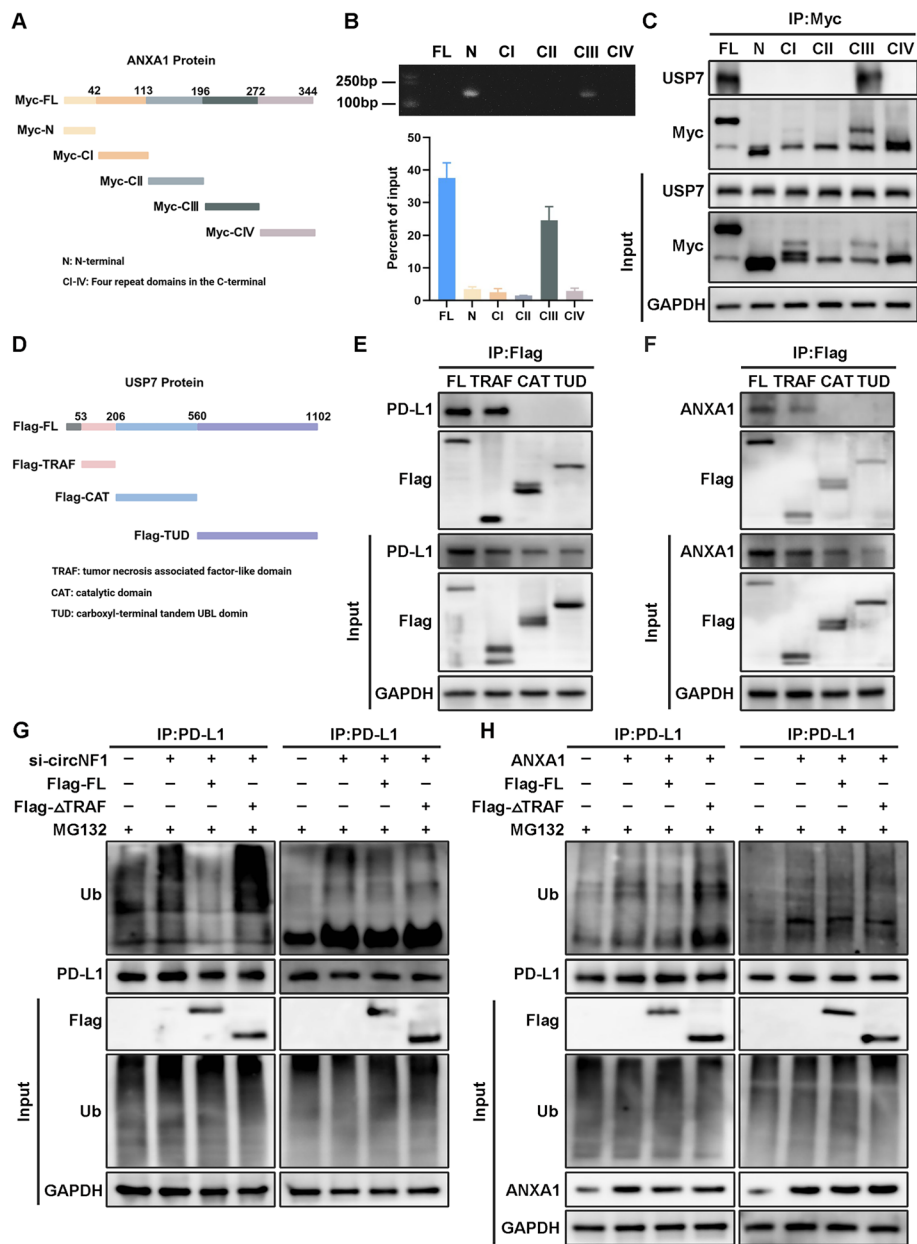 A
ANXA1 Protein
42 113 196 272 344
Myc-FL
Myc-N
Myc-CI
Myc-CII
Myc-CIII
Myc-CIV
N: N-terminal
CI-IV: Four repeat domains in the C-terminal
B
FL N CI CII CIII CIV
250bp
100bp
Percent of input
50
40
30
20
10
0
FL N CI CII CIII CIV
C
IP:Myc
FL N CI CII CIII CIV
USP7
Myc
Input
USP7
Myc
GAPDH
D
USP7 Protein
53 206 560 1102
Flag-FL
Flag-TRAF
Flag-CAT
Flag-TUD
TRAF: tumor necrosis associated factor-like domain
CAT: catalytic domain
TUD: carboxyl-terminal tandem UBL domin
E
IP:Flag
FL TRAF CAT TUD
PD-L1
Flag
Input
PD-L1
Flag
GAPDH
F
IP:Flag
FL TRAF CAT TUD
ANXA1
Flag
Input
ANXA1
Flag
GAPDH
G
IP:PD-L1 IP:PD-L1
si-circNF1 − + + + − + + +
Flag-FL − − + − − − + −
Flag-ΔTRAF − − − + − − − +
MG132 + + + + + + + +
Ub
PD-L1
Input
Flag
Ub
GAPDH
H
IP:PD-L1 IP:PD-L1
ANXA1 − + + + − + + +
Flag-FL − − + − − − + −
Flag-ΔTRAF − − − + − − − +
MG132 + + + + + + + +
Ub
PD-L1
Input
Flag
Ub
ANXA1
GAPDH